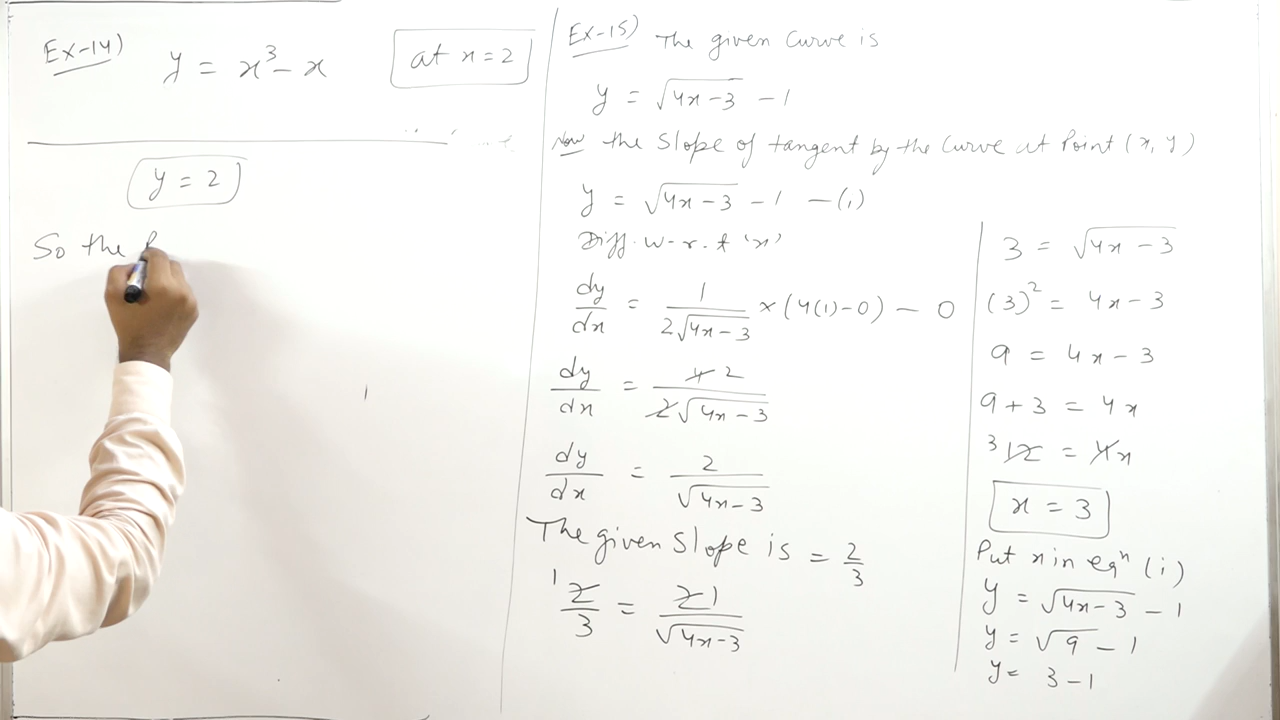 Ex-14) y = x³ - x at x = 2
y = 2
So the P
Ex-15) The given Curve is
y = √(4x-3) - 1
Now the Slope of tangent by the Curve at Point (x, y)
y = √(4x-3) - 1 —(1)
Diff. w-r.t 'x'
dy/dx = 1/(2√(4x-3)) × (4(1)-0) - 0
dy/dx = 4 2/(2√(4x-3))
dy/dx = 2/√(4x-3)
The given Slope is = 2/3
1 2/3 = 2 1/√(4x-3)
3 = √(4x-3)
(3)² = 4x-3
9 = 4x-3
9+3 = 4x
3 12 = 4x
x = 3
Put x in eqⁿ (i)
y = √(4x-3) - 1
y = √9 - 1
y = 3-1